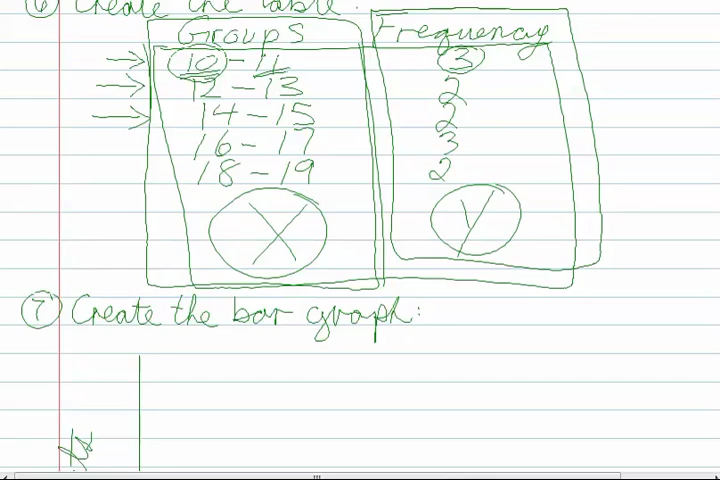 6 Create the table:
Groups Frequency
10 - 11 3
12 - 13 2
14 - 15 2
16 - 17 3
18 - 19 2
X Y
7 Create the bar graph: